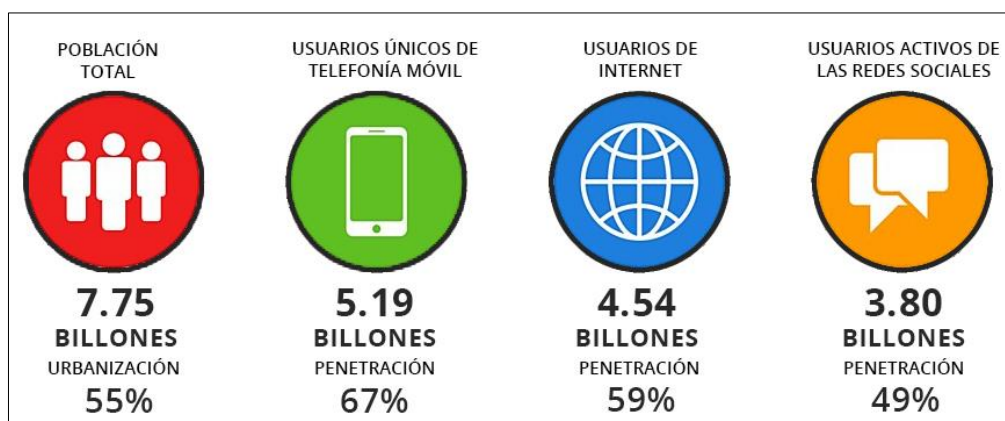 POBLACIÓN
TOTAL
7.75
BILLONES
URBANIZACIÓN
55%
USUARIOS ÚNICOS DE
TELEFONÍA MÓVIL
5.19
BILLONES
PENETRACIÓN
67%
USUARIOS DE
INTERNET
4.54
BILLONES
PENETRACIÓN
59%
USUARIOS ACTIVOS DE
LAS REDES SOCIALES
3.80
BILLONES
PENETRACIÓN
49%